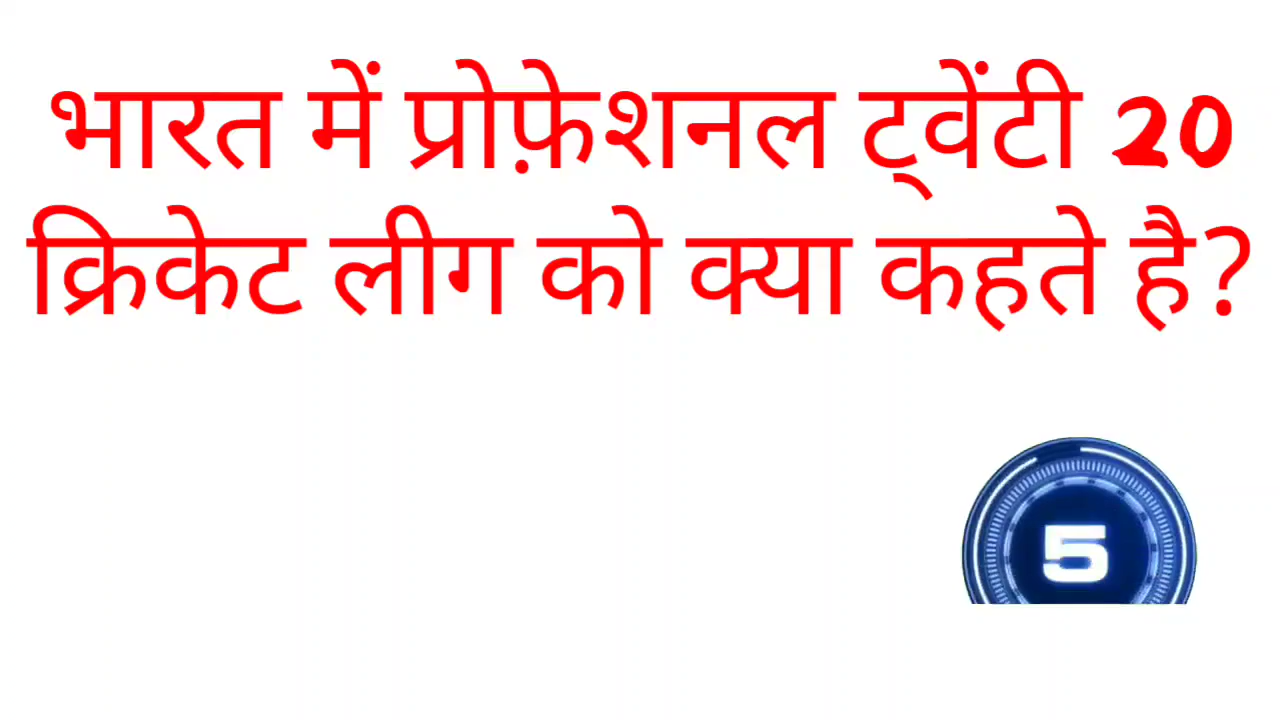 भारत में प्रोफ़ेशनल ट्वेंटी 20
क्रिकेट लीग को क्या कहते है?
5